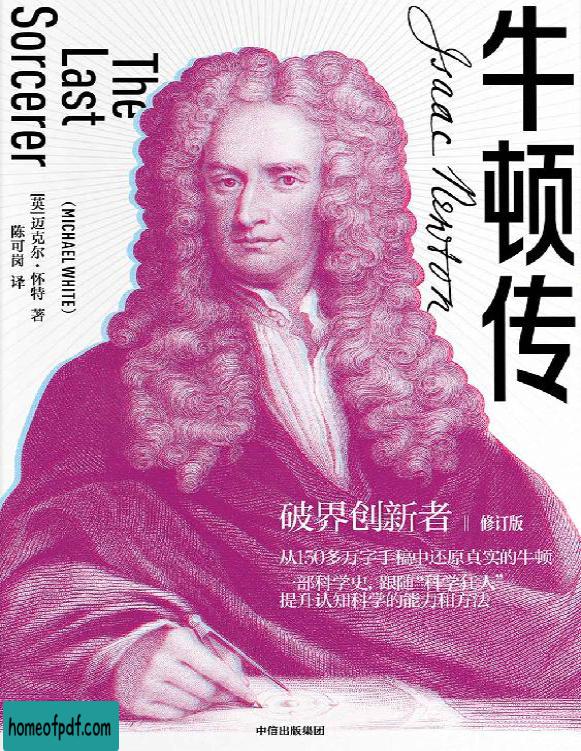 牛顿传
Isaac Newton
The
Last
Sorcerer
(MICHAEL WHITE)
[英]迈克尔·怀特 著
陈可岗 译
破界创新者 || 修订版
从150多万字手稿中还原真实的牛顿
一部科学史,跟随“科学狂人”
提升认知科学的能力和方法
中信出版集团
homeofpdf.com